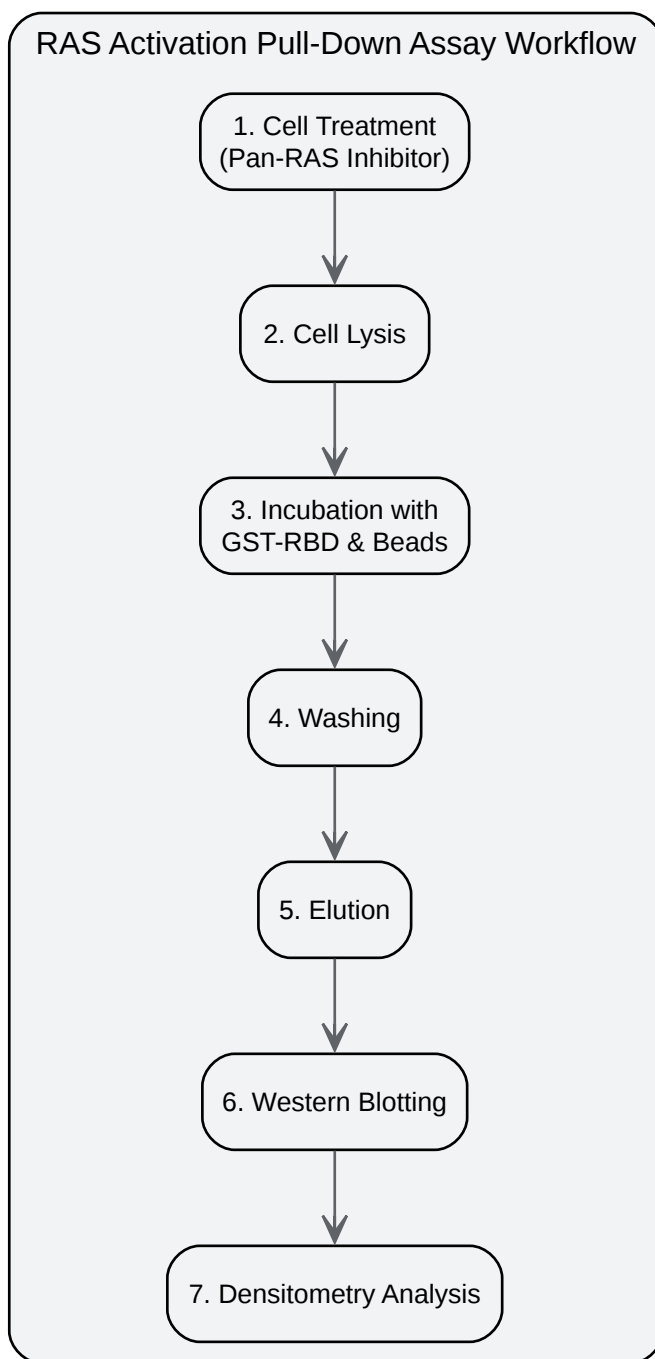 RAS Activation Pull-Down Assay Workflow
1. Cell Treatment
(Pan-RAS Inhibitor)
2. Cell Lysis
3. Incubation with
GST-RBD & Beads
4. Washing
5. Elution
6. Western Blotting
7. Densitometry Analysis